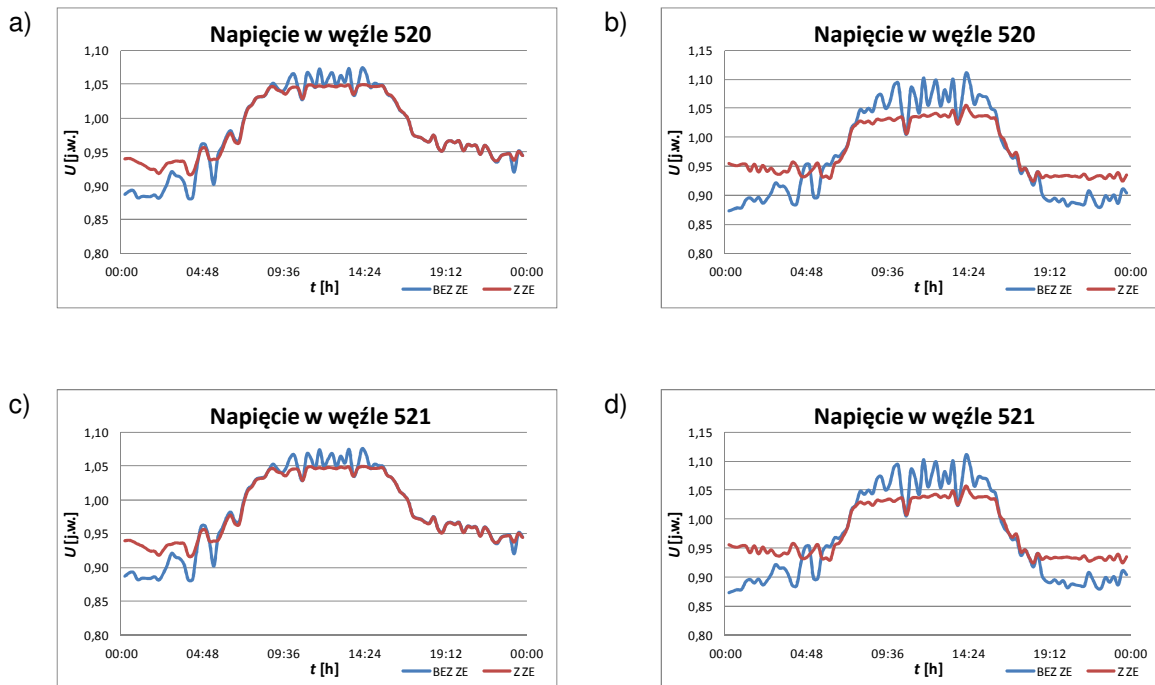 a)
Napięcie w węźle 520
1,10
1,05
1,00
0,95
0,90
0,85
0,80
U [j.w.]
00:00 04:48 09:36 14:24 19:12 00:00
t [h]
BEZ ZE Z ZE
b)
Napięcie w węźle 520
1,15
1,10
1,05
1,00
0,95
0,90
0,85
0,80
U [j.w.]
00:00 04:48 09:36 14:24 19:12 00:00
t [h]
BEZ ZE Z ZE
c)
Napięcie w węźle 521
1,10
1,05
1,00
0,95
0,90
0,85
0,80
U [j.w.]
00:00 04:48 09:36 14:24 19:12 00:00
t [h]
BEZ ZE Z ZE
d)
Napięcie w węźle 521
1,15
1,10
1,05
1,00
0,95
0,90
0,85
0,80
U [j.w.]
00:00 04:48 09:36 14:24 19:12 00:00
t [h]
BEZ ZE Z ZE